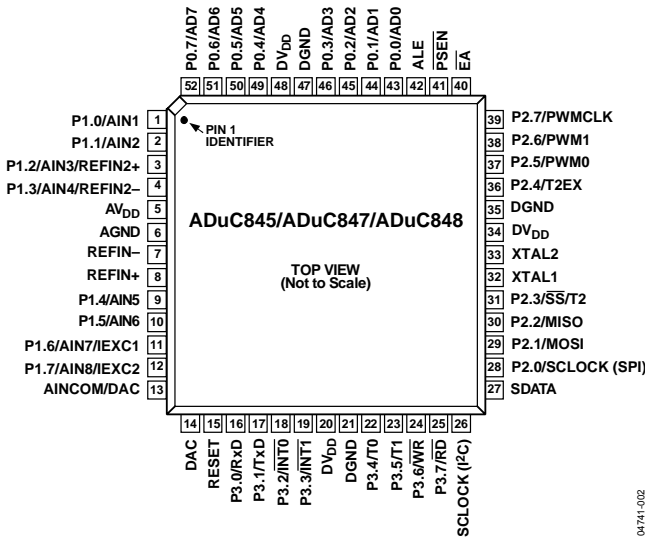 P0.7/AD7
P0.6/AD6
P0.5/AD5
P0.4/AD4
DVDD
DGND
P0.3/AD3
P0.2/AD2
P0.1/AD1
P0.0/AD0
ALE
PSEN
EA
52 51 50 49 48 47 46 45 44 43 42 41 40
P1.0/AIN1 1
P1.1/AIN2 2
P1.2/AIN3/REFIN2+ 3
P1.3/AIN4/REFIN2– 4
AVDD 5
AGND 6
REFIN– 7
REFIN+ 8
P1.4/AIN5 9
P1.5/AIN6 10
P1.6/AIN7/IEXC1 11
P1.7/AIN8/IEXC2 12
AINCOM/DAC 13
PIN 1
IDENTIFIER
ADuC845/ADuC847/ADuC848
TOP VIEW
(Not to Scale)
39 P2.7/PWMCLK
38 P2.6/PWM1
37 P2.5/PWM0
36 P2.4/T2EX
35 DGND
34 DVDD
33 XTAL2
32 XTAL1
31 P2.3/SS/T2
30 P2.2/MISO
29 P2.1/MOSI
28 P2.0/SCLOCK (SPI)
27 SDATA
14 15 16 17 18 19 20 21 22 23 24 25 26
DAC
RESET
P3.0/RxD
P3.1/TxD
P3.2/INT0
P3.3/INT1
DVDD
DGND
P3.4/T0
P3.5/T1
P3.6/WR
P3.7/RD
SCLOCK (I2C)
04741-002